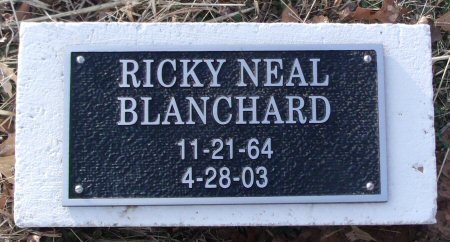 RICKY NEAL
BLANCHARD
11-21-64
4-28-03